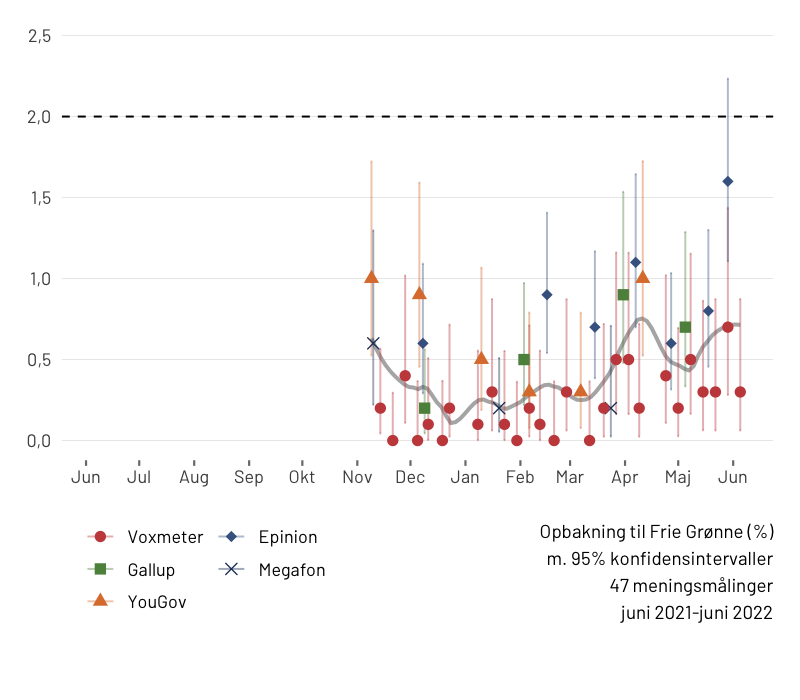 2,5
2,0
1,5
1,0
0,5
0,0
Jun Jul Aug Sep Okt Nov Dec Jan Feb Mar Apr Maj Jun
Voxmeter Epinion
Gallup Megafon
YouGov
Opbakning til Frie Grønne (%)
m. 95% konfidensintervaller
47 meningsmålinger
juni 2021-juni 2022